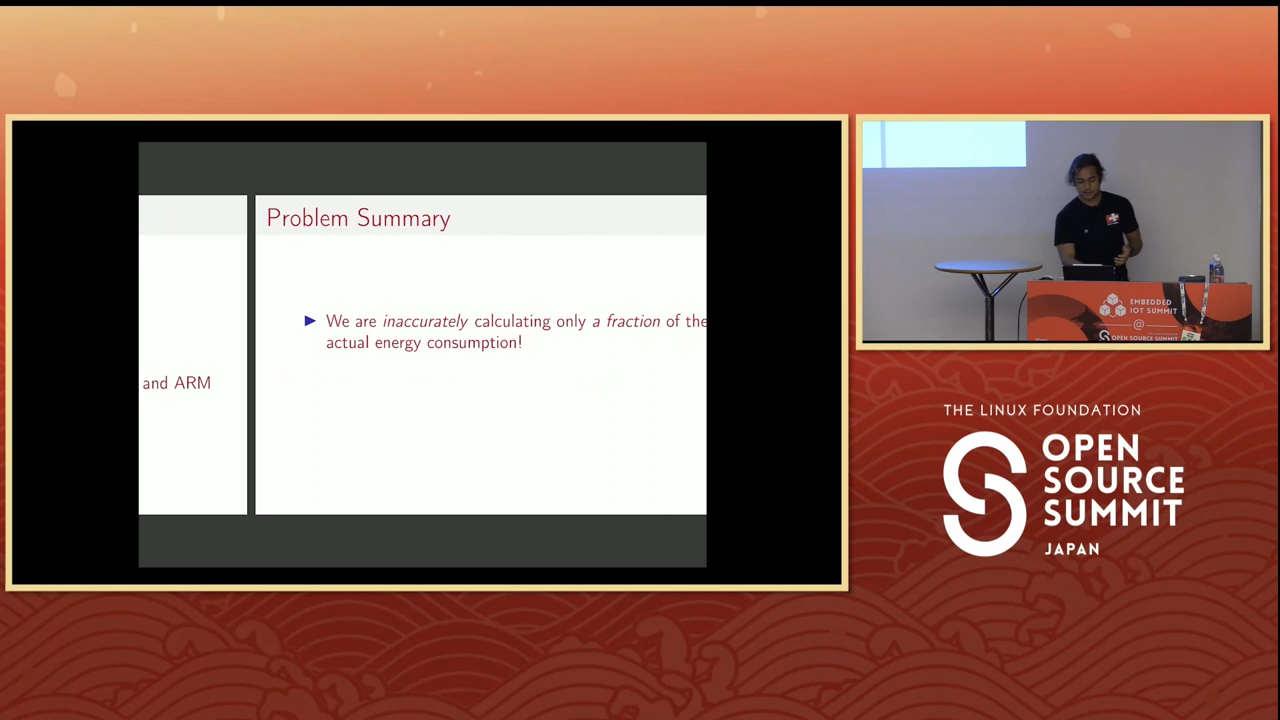 Problem Summary
▶ We are inaccurately calculating only a fraction of the
actual energy consumption!
and ARM
EMBEDDED
IOT SUMMIT
@
OPEN SOURCE SUMMIT
THE LINUX FOUNDATION
OPEN
SOURCE
SUMMIT
JAPAN